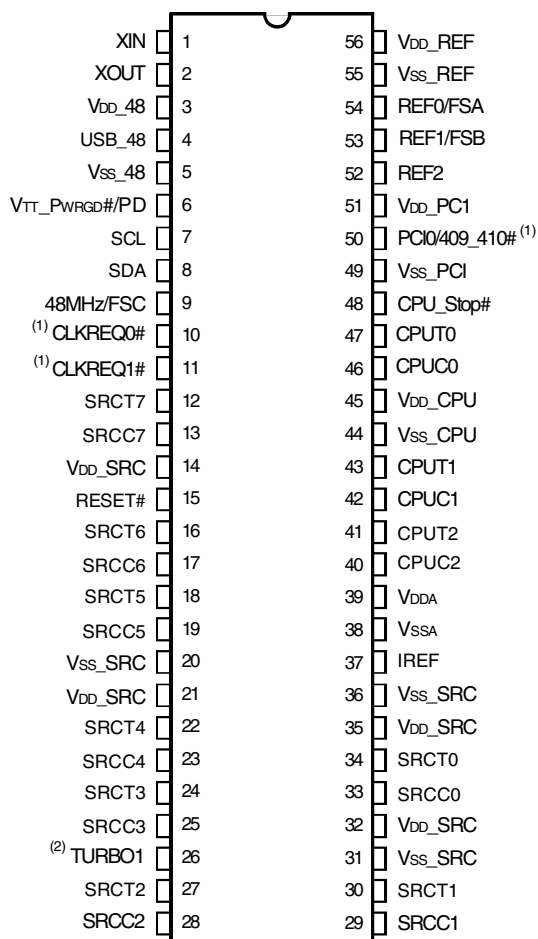 XIN 1 56 VDD_REF
XOUT 2 55 VSS_REF
VDD_48 3 54 REF0/FSA
USB_48 4 53 REF1/FSB
VSS_48 5 52 REF2
VTT_PWRGD#/PD 6 51 VDD_PC1
SCL 7 50 PCI0/409_410# (1)
SDA 8 49 VSS_PCI
48MHz/FSC 9 48 CPU_Stop#
(1) CLKREQ0# 10 47 CPUT0
(1) CLKREQ1# 11 46 CPUC0
SRCT7 12 45 VDD_CPU
SRCC7 13 44 VSS_CPU
VDD_SRC 14 43 CPUT1
RESET# 15 42 CPUC1
SRCT6 16 41 CPUT2
SRCC6 17 40 CPUC2
SRCT5 18 39 VDDA
SRCC5 19 38 VSSA
VSS_SRC 20 37 IREF
VDD_SRC 21 36 VSS_SRC
SRCT4 22 35 VDD_SRC
SRCC4 23 34 SRCT0
SRCT3 24 33 SRCC0
SRCC3 25 32 VDD_SRC
(2) TURBO1 26 31 VSS_SRC
SRCT2 27 30 SRCT1
SRCC2 28 29 SRCC1